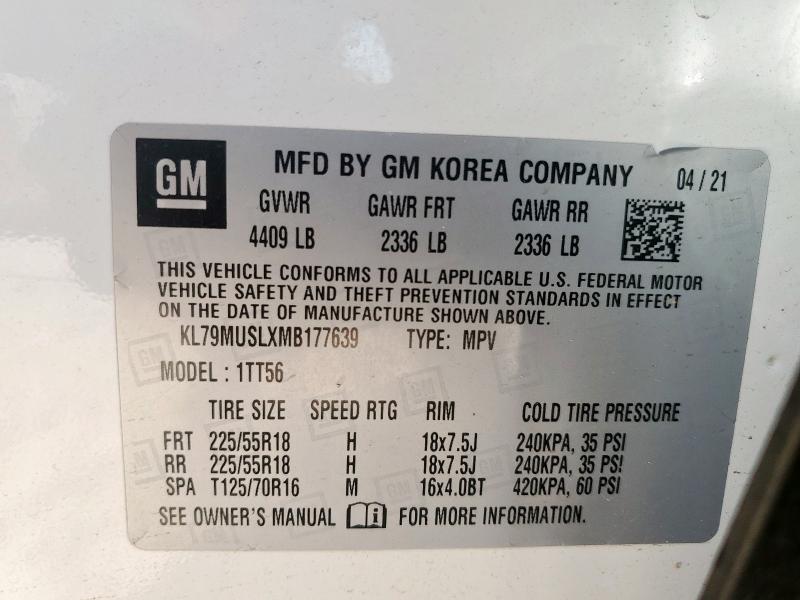 GM
MFD BY GM KOREA COMPANY 04 / 21
GVWR GAWR FRT GAWR RR
4409 LB 2336 LB 2336 LB
THIS VEHICLE CONFORMS TO ALL APPLICABLE U.S. FEDERAL MOTOR
VEHICLE SAFETY AND THEFT PREVENTION STANDARDS IN EFFECT
ON THE DATE OF MANUFACTURE SHOWN ABOVE.
KL79MUSLXMB177639 TYPE: MPV
MODEL : 1TT56
TIRE SIZE SPEED RTG RIM COLD TIRE PRESSURE
FRT 225/55R18 H 18x7.5J 240KPA, 35 PSI
RR 225/55R18 H 18x7.5J 240KPA, 35 PSI
SPA T125/70R16 M 16x4.0BT 420KPA, 60 PSI
SEE OWNER'S MANUAL FOR MORE INFORMATION.